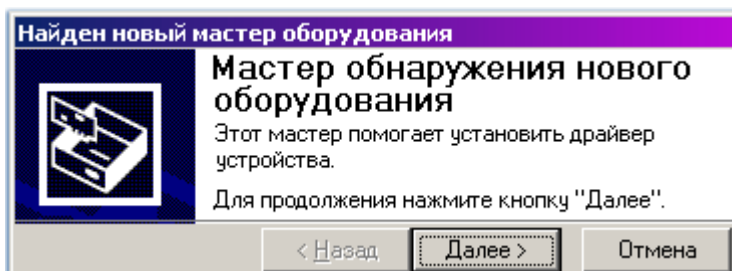 Найден новый мастер оборудования
Мастер обнаружения нового
оборудования
Этот мастер помогает установить драйвер
устройства.
Для продолжения нажмите кнопку "Далее".
< Назад Далее > Отмена